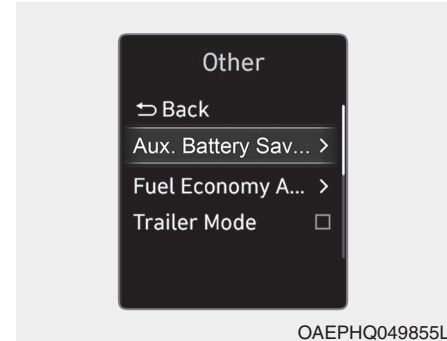 Other
Back
Aux. Battery Sav... >
Fuel Economy A... >
Trailer Mode
OAEPHQ049855L